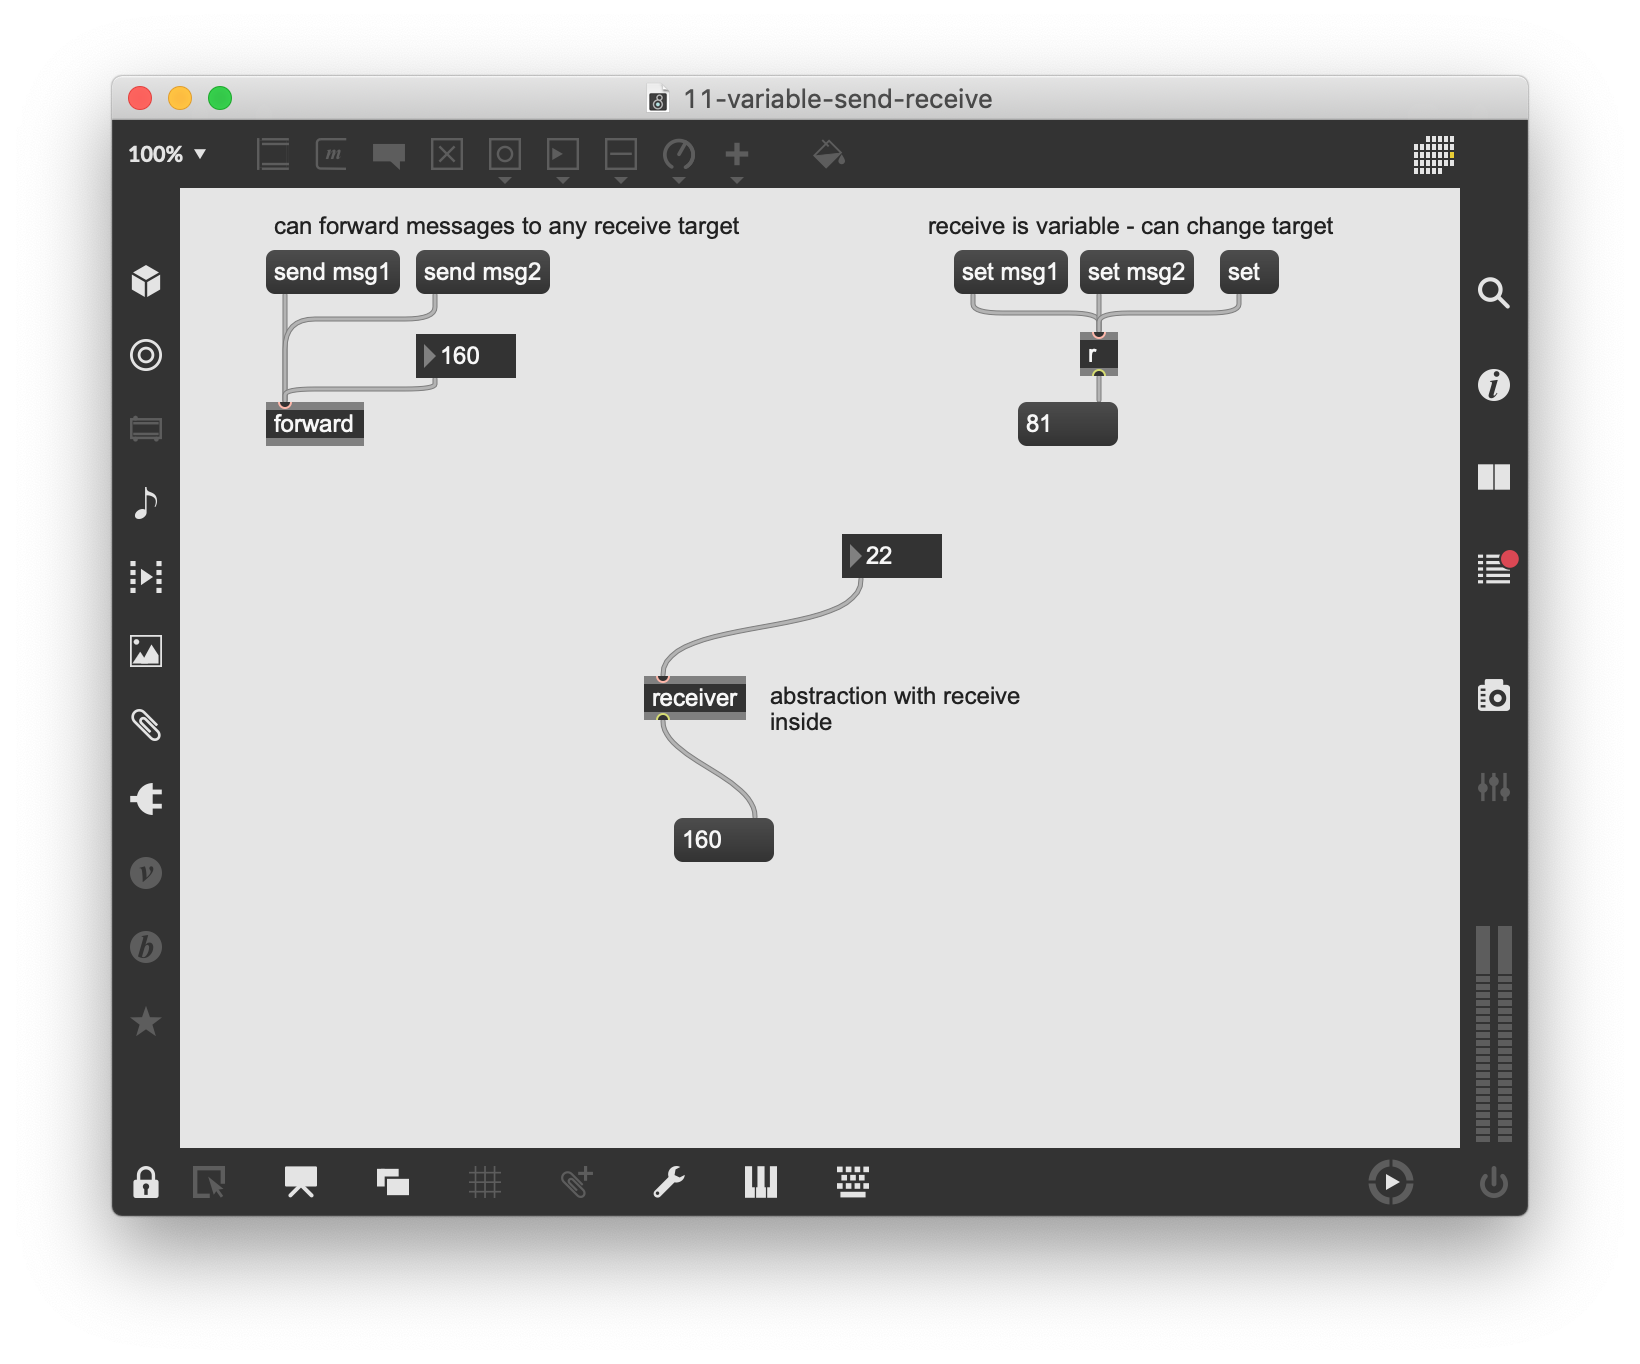 11-variable-send-receive
100%
can forward messages to any receive target
send msg1
send msg2
160
forward
receive is variable - can change target
set msg1
set msg2
set
r
81
22
receiver
abstraction with receive
inside
160